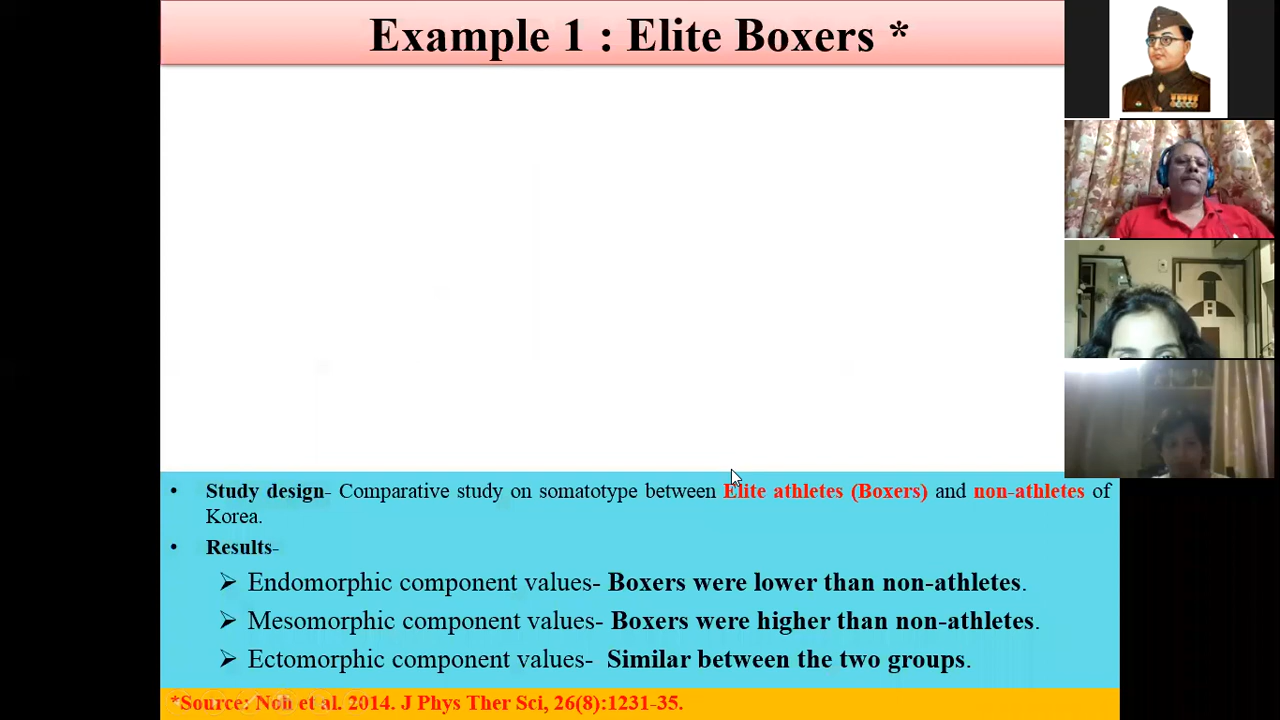 Example 1 : Elite Boxers *
• Study design- Comparative study on somatotype between Elite athletes (Boxers) and non-athletes of
Korea.
• Results-
➢ Endomorphic component values- Boxers were lower than non-athletes.
➢ Mesomorphic component values- Boxers were higher than non-athletes.
➢ Ectomorphic component values- Similar between the two groups.
*Source: Noh et al. 2014. J Phys Ther Sci, 26(8):1231-35.